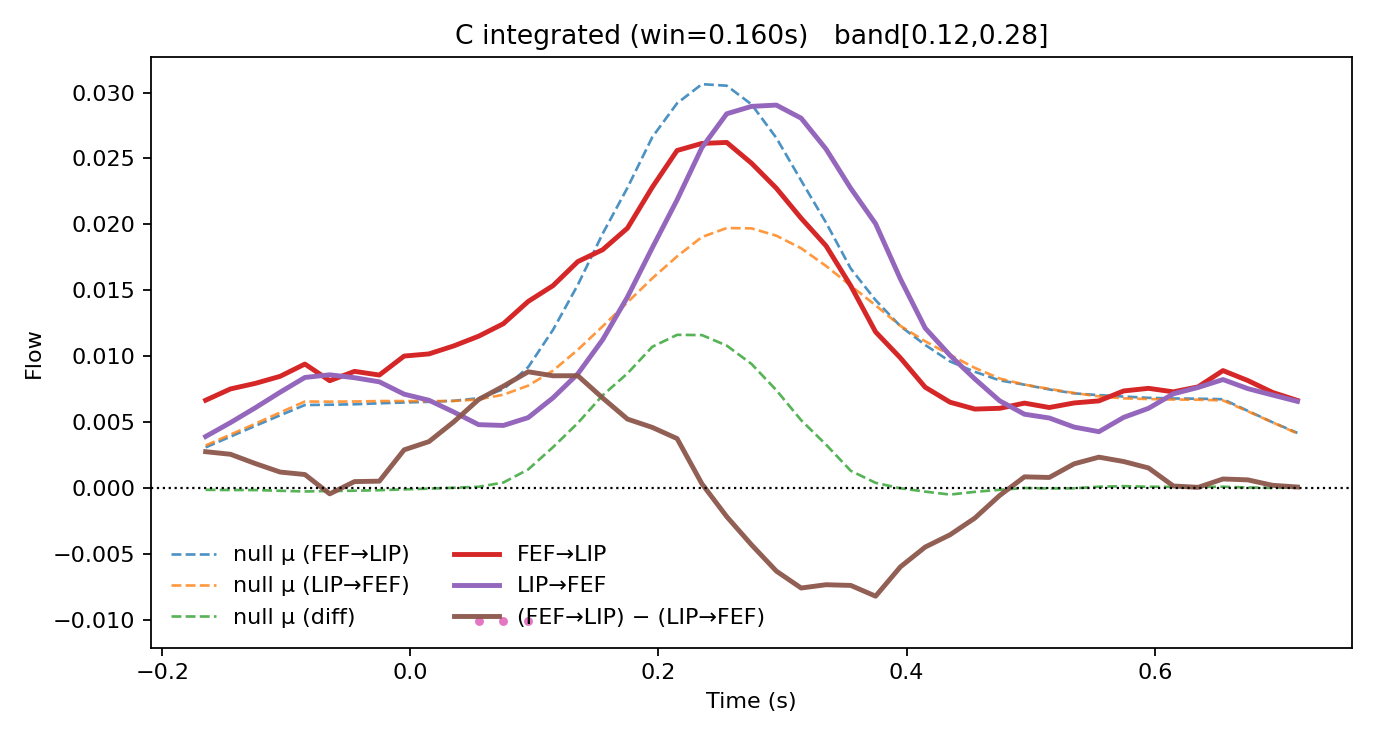 C integrated (win=0.160s)   band[0.12,0.28]
0.030
0.025
0.020
0.015
0.010
0.005
0.000
−0.005
−0.010
Flow
null μ (FEF→LIP)
null μ (LIP→FEF)
null μ (diff)
FEF→LIP
LIP→FEF
(FEF→LIP) − (LIP→FEF)
−0.2
0.0
0.2
0.4
0.6
Time (s)